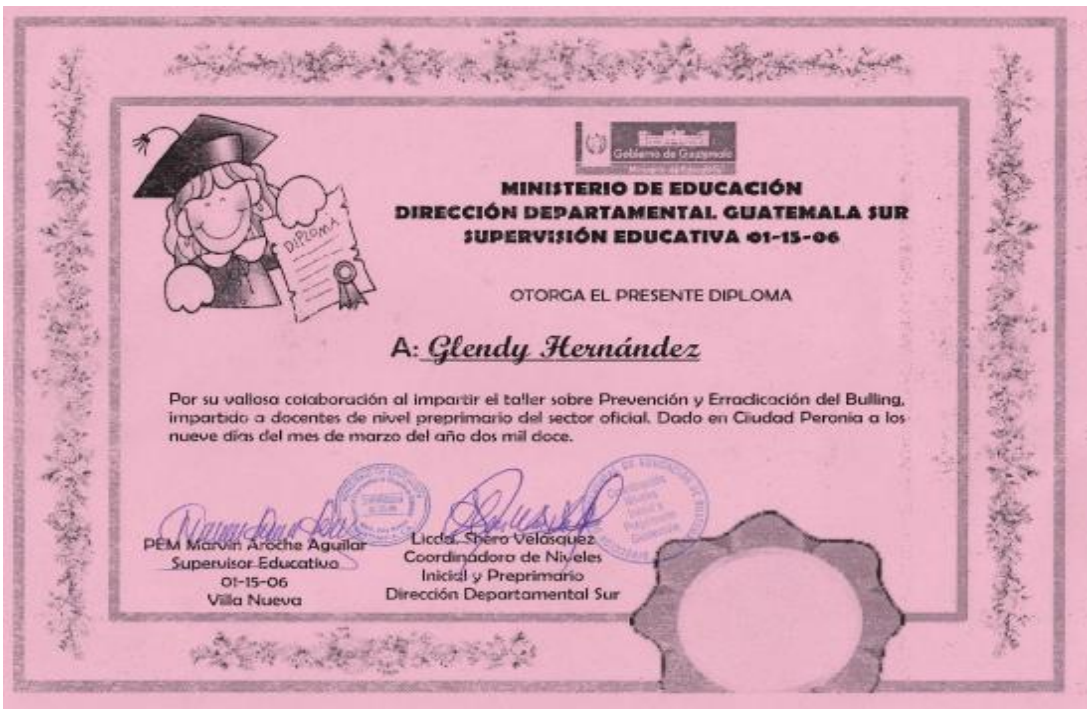 Gobierno de Guatemala
MINISTERIO DE EDUCACIÓN
DIRECCIÓN DEPARTAMENTAL GUATEMALA SUR
SUPERVISIÓN EDUCATIVA 01-15-06
DIPLOMA
OTORGA EL PRESENTE DIPLOMA
A: Glendy Hernández
Por su valiosa colaboración al impartir el taller sobre Prevención y Erradicación del Bulling,
impartido a docentes de nivel preprimario del sector oficial. Dado en Ciudad Peronia a los
nueve días del mes de marzo del año dos mil doce.
PEM Marvin Aroche Aguilar
Supervisor Educativo
01-15-06
Villa Nueva
Licda. Velásquez
Coordinadora de Niveles
Inicial y Preprimario
Dirección Departamental Sur